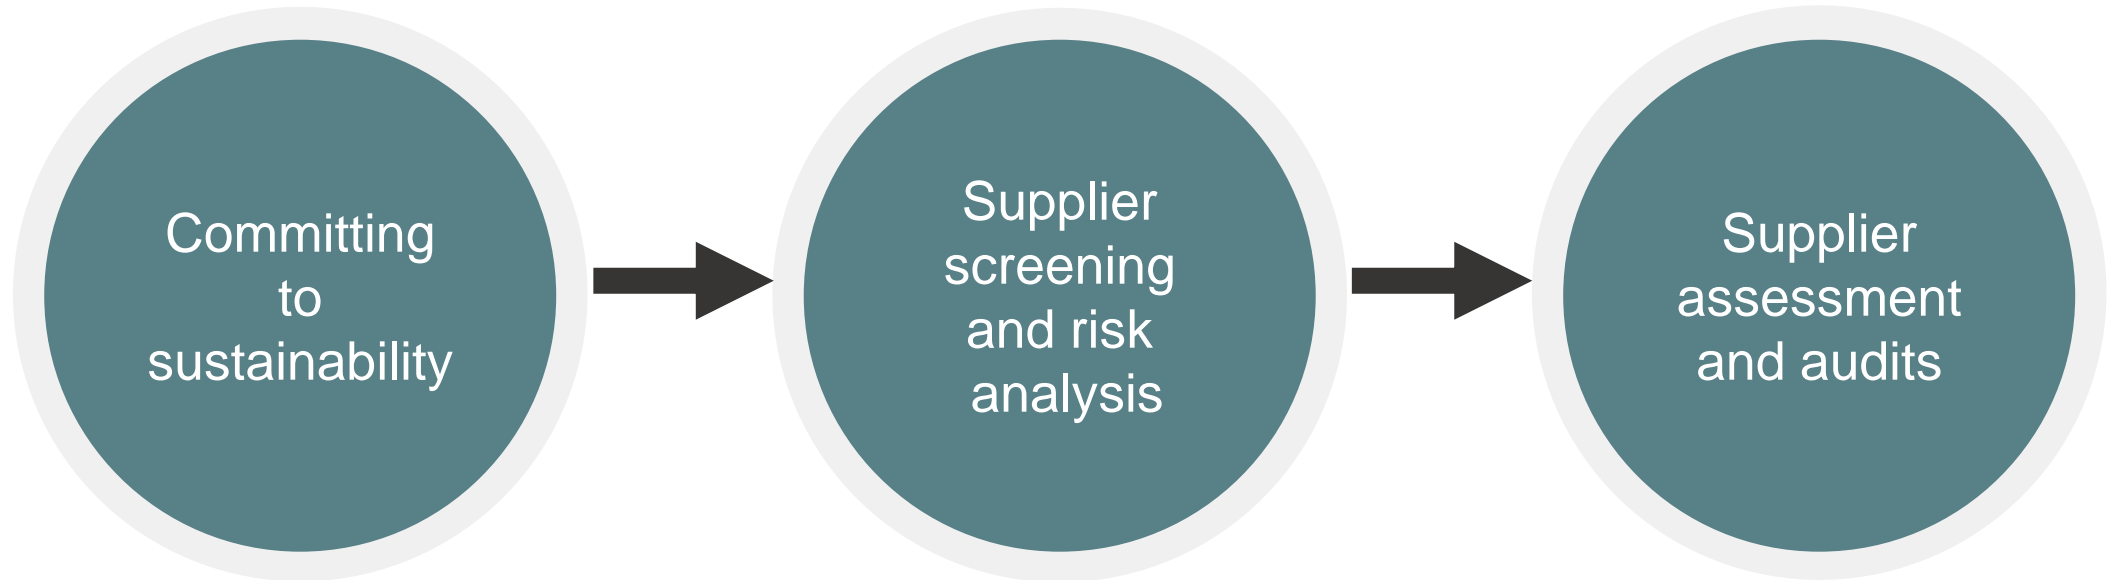 Committing
to
sustainability
Supplier
screening
and risk
analysis
Supplier
assessment
and audits